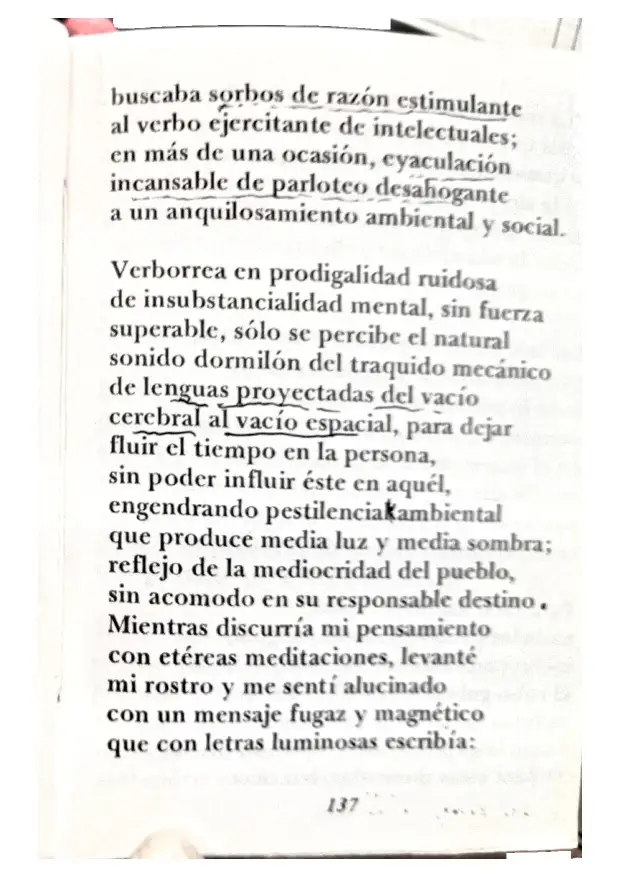 buscaba sorbos de razón estimulante
al verbo ejercitante de intelectuales;
en más de una ocasión, eyaculación
incansable de parloteo desahogante
a un anquilosamiento ambiental y social.
Verborrea en prodigalidad ruidosa
de insubstancialidad mental, sin fuerza
superable, sólo se percibe el natural
sonido dormilón del traquido mecánico
de lenguas proyectadas del vacío
cerebral al vacío espacial, para dejar
fluir el tiempo en la persona,
sin poder influir éste en aquél,
engendrando pestilencia ambiental
que produce media luz y media sombra;
reflejo de la mediocridad del pueblo,
sin acomodo en su responsable destino.
Mientras discurría mi pensamiento
con etéreas meditaciones, levanté
mi rostro y me sentí alucinado
con un mensaje fugaz y magnético
que con letras luminosas escribía:
137